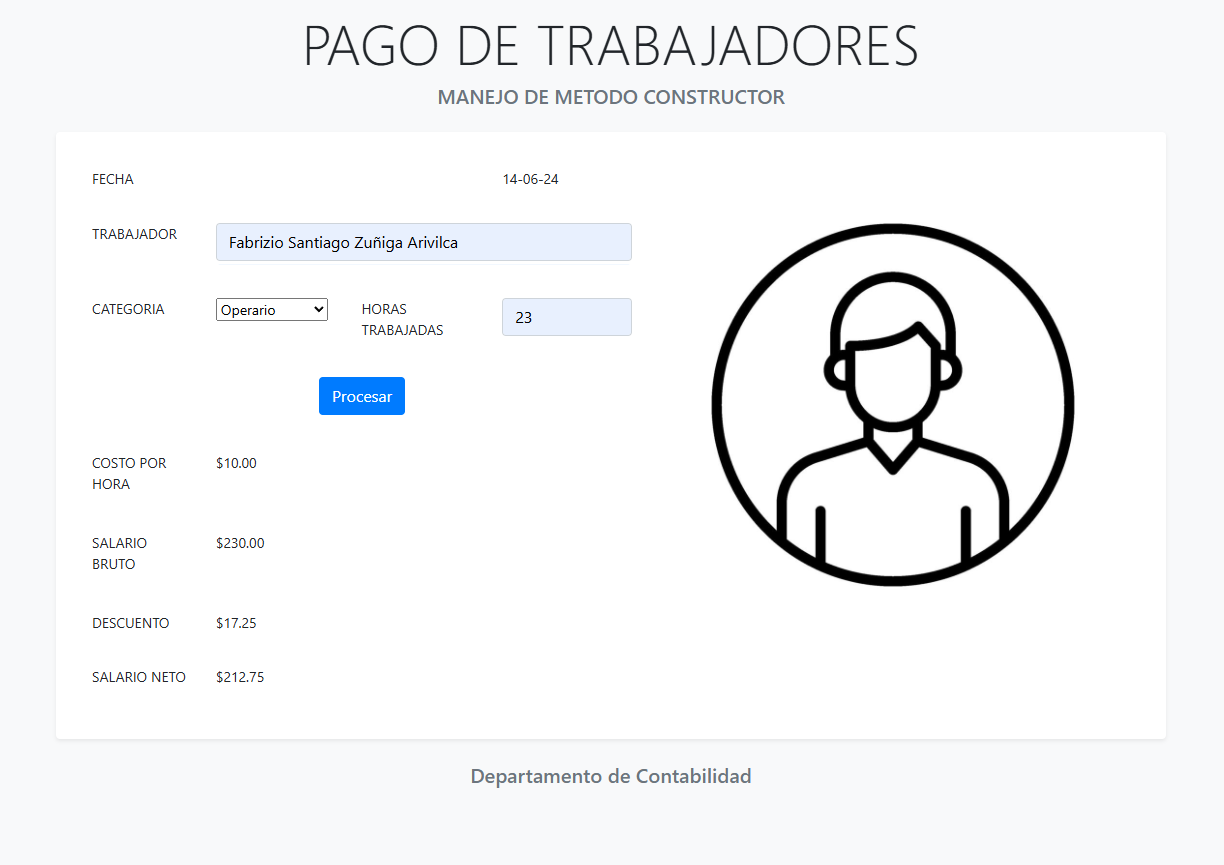 PAGO DE TRABAJADORES
MANEJO DE METODO CONSTRUCTOR
FECHA 14-06-24
TRABAJADOR Fabrizio Santiago Zuñiga Arivilca
CATEGORIA Operario HORAS TRABAJADAS 23
Procesar
COSTO POR HORA $10.00
SALARIO BRUTO $230.00
DESCUENTO $17.25
SALARIO NETO $212.75
Departamento de Contabilidad